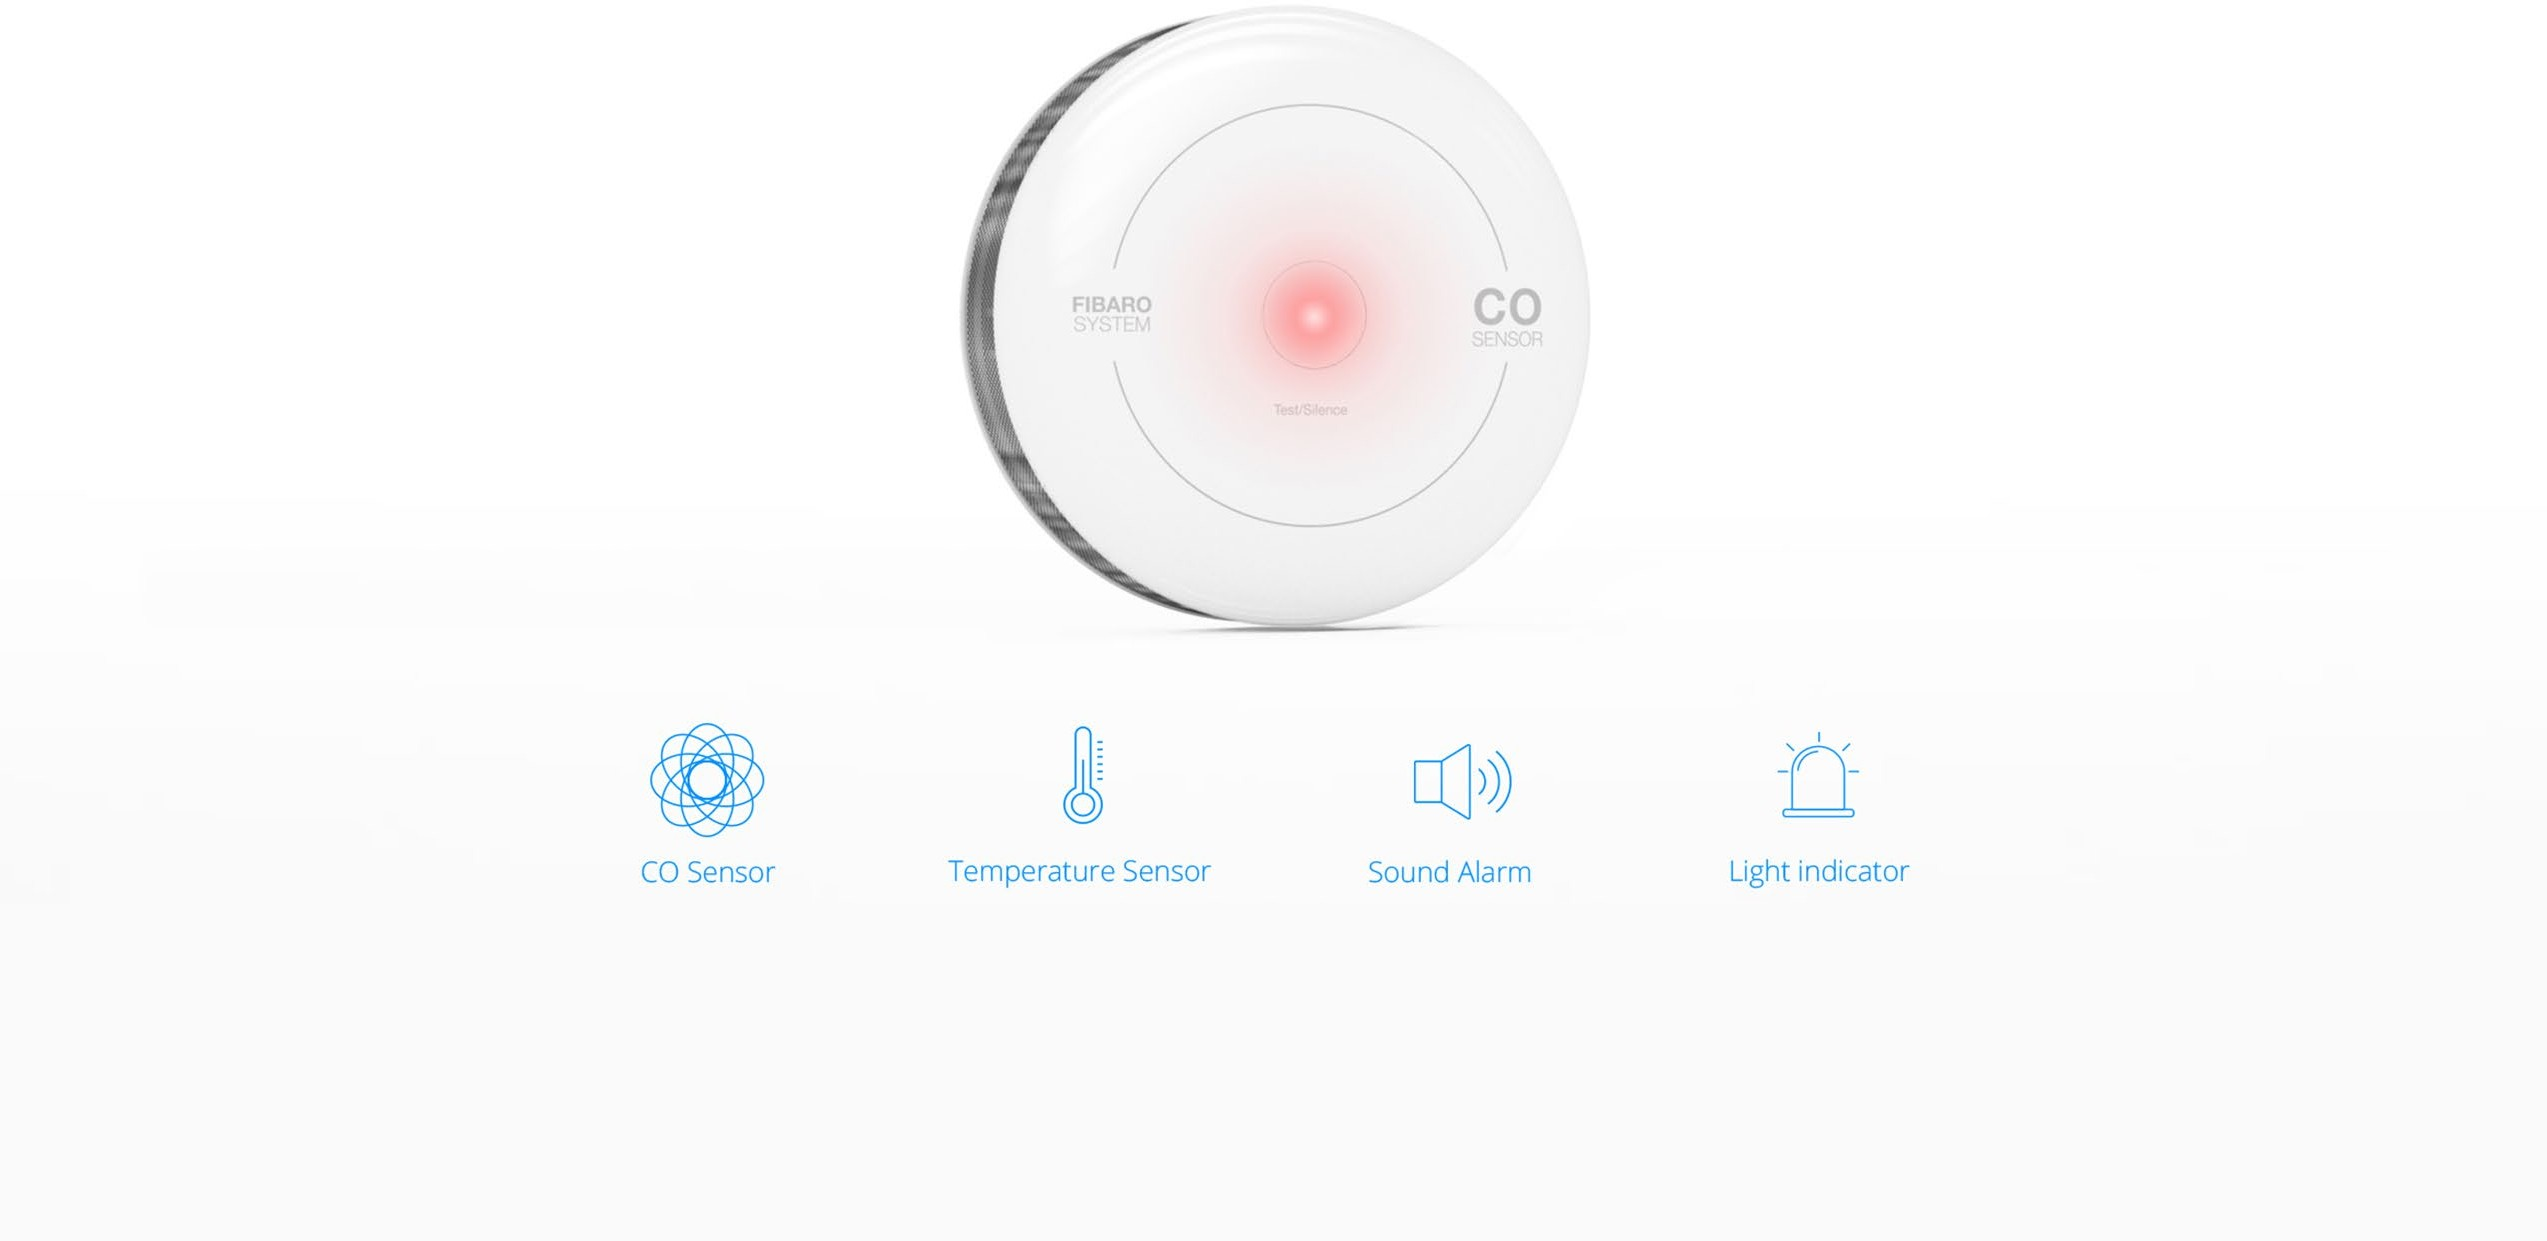 FIBARO
SYSTEM
CO
SENSOR
Test/Silence
CO Sensor
Temperature Sensor
Sound Alarm
Light indicator